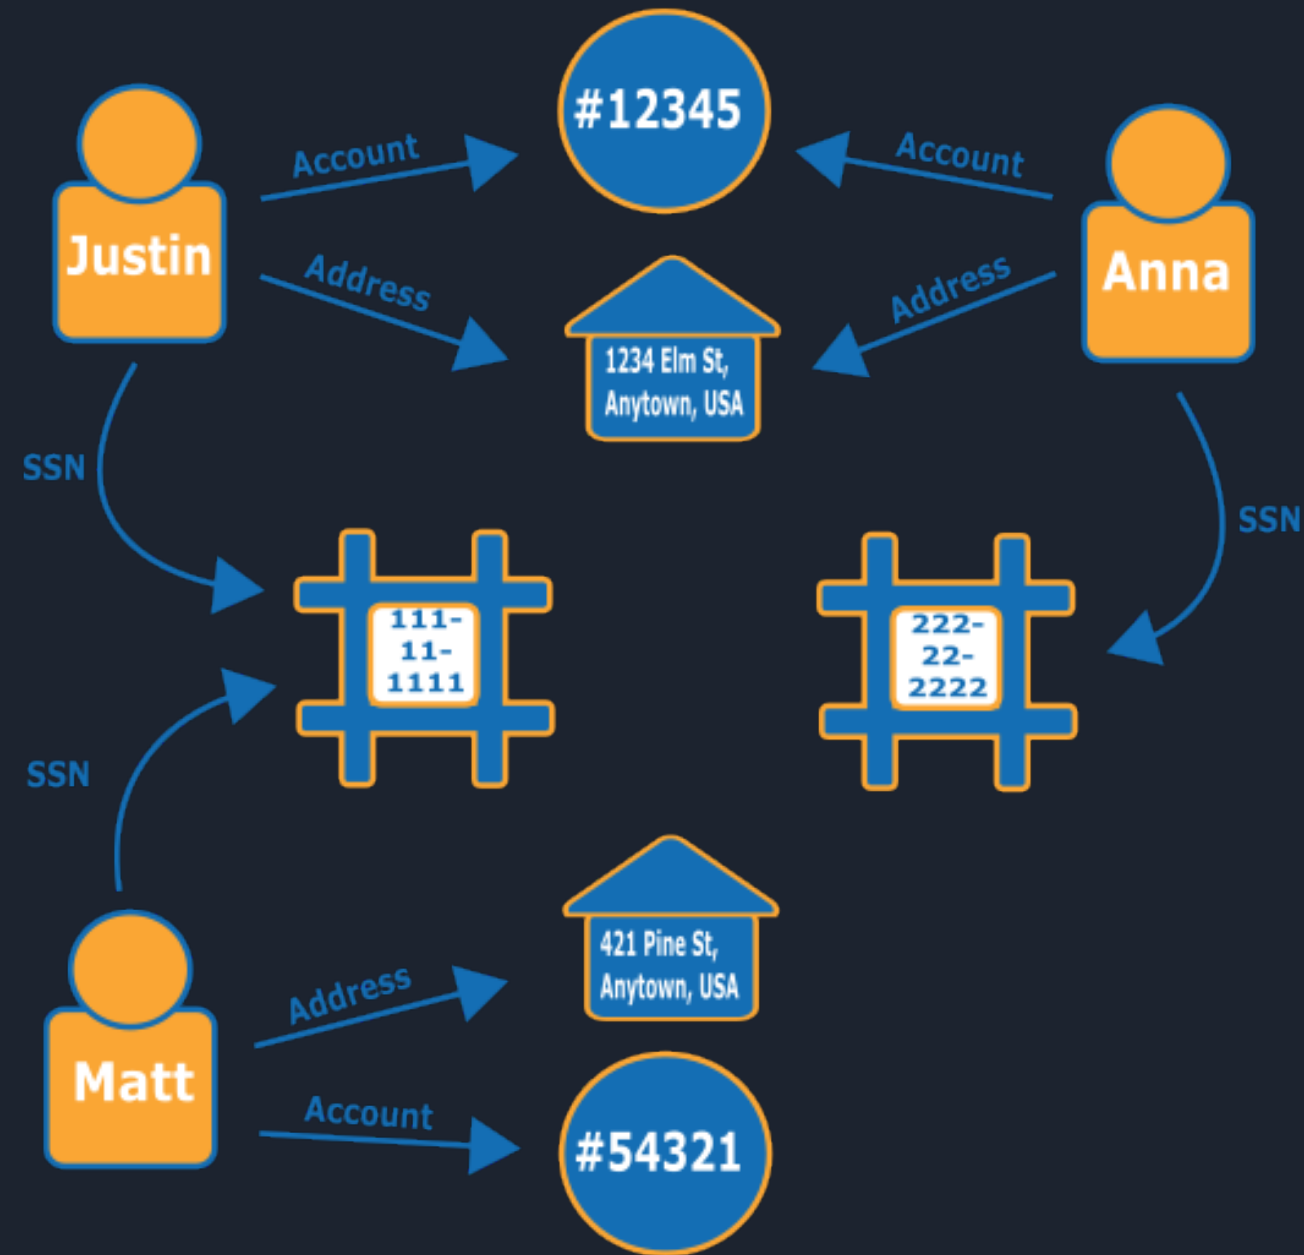 #12345
Account
Account
Justin
Anna
Address
Address
1234 Elm St,
Anytown, USA
SSN
SSN
111-
11-
1111
222-
22-
2222
SSN
421 Pine St,
Anytown, USA
Address
Matt
Account
#54321